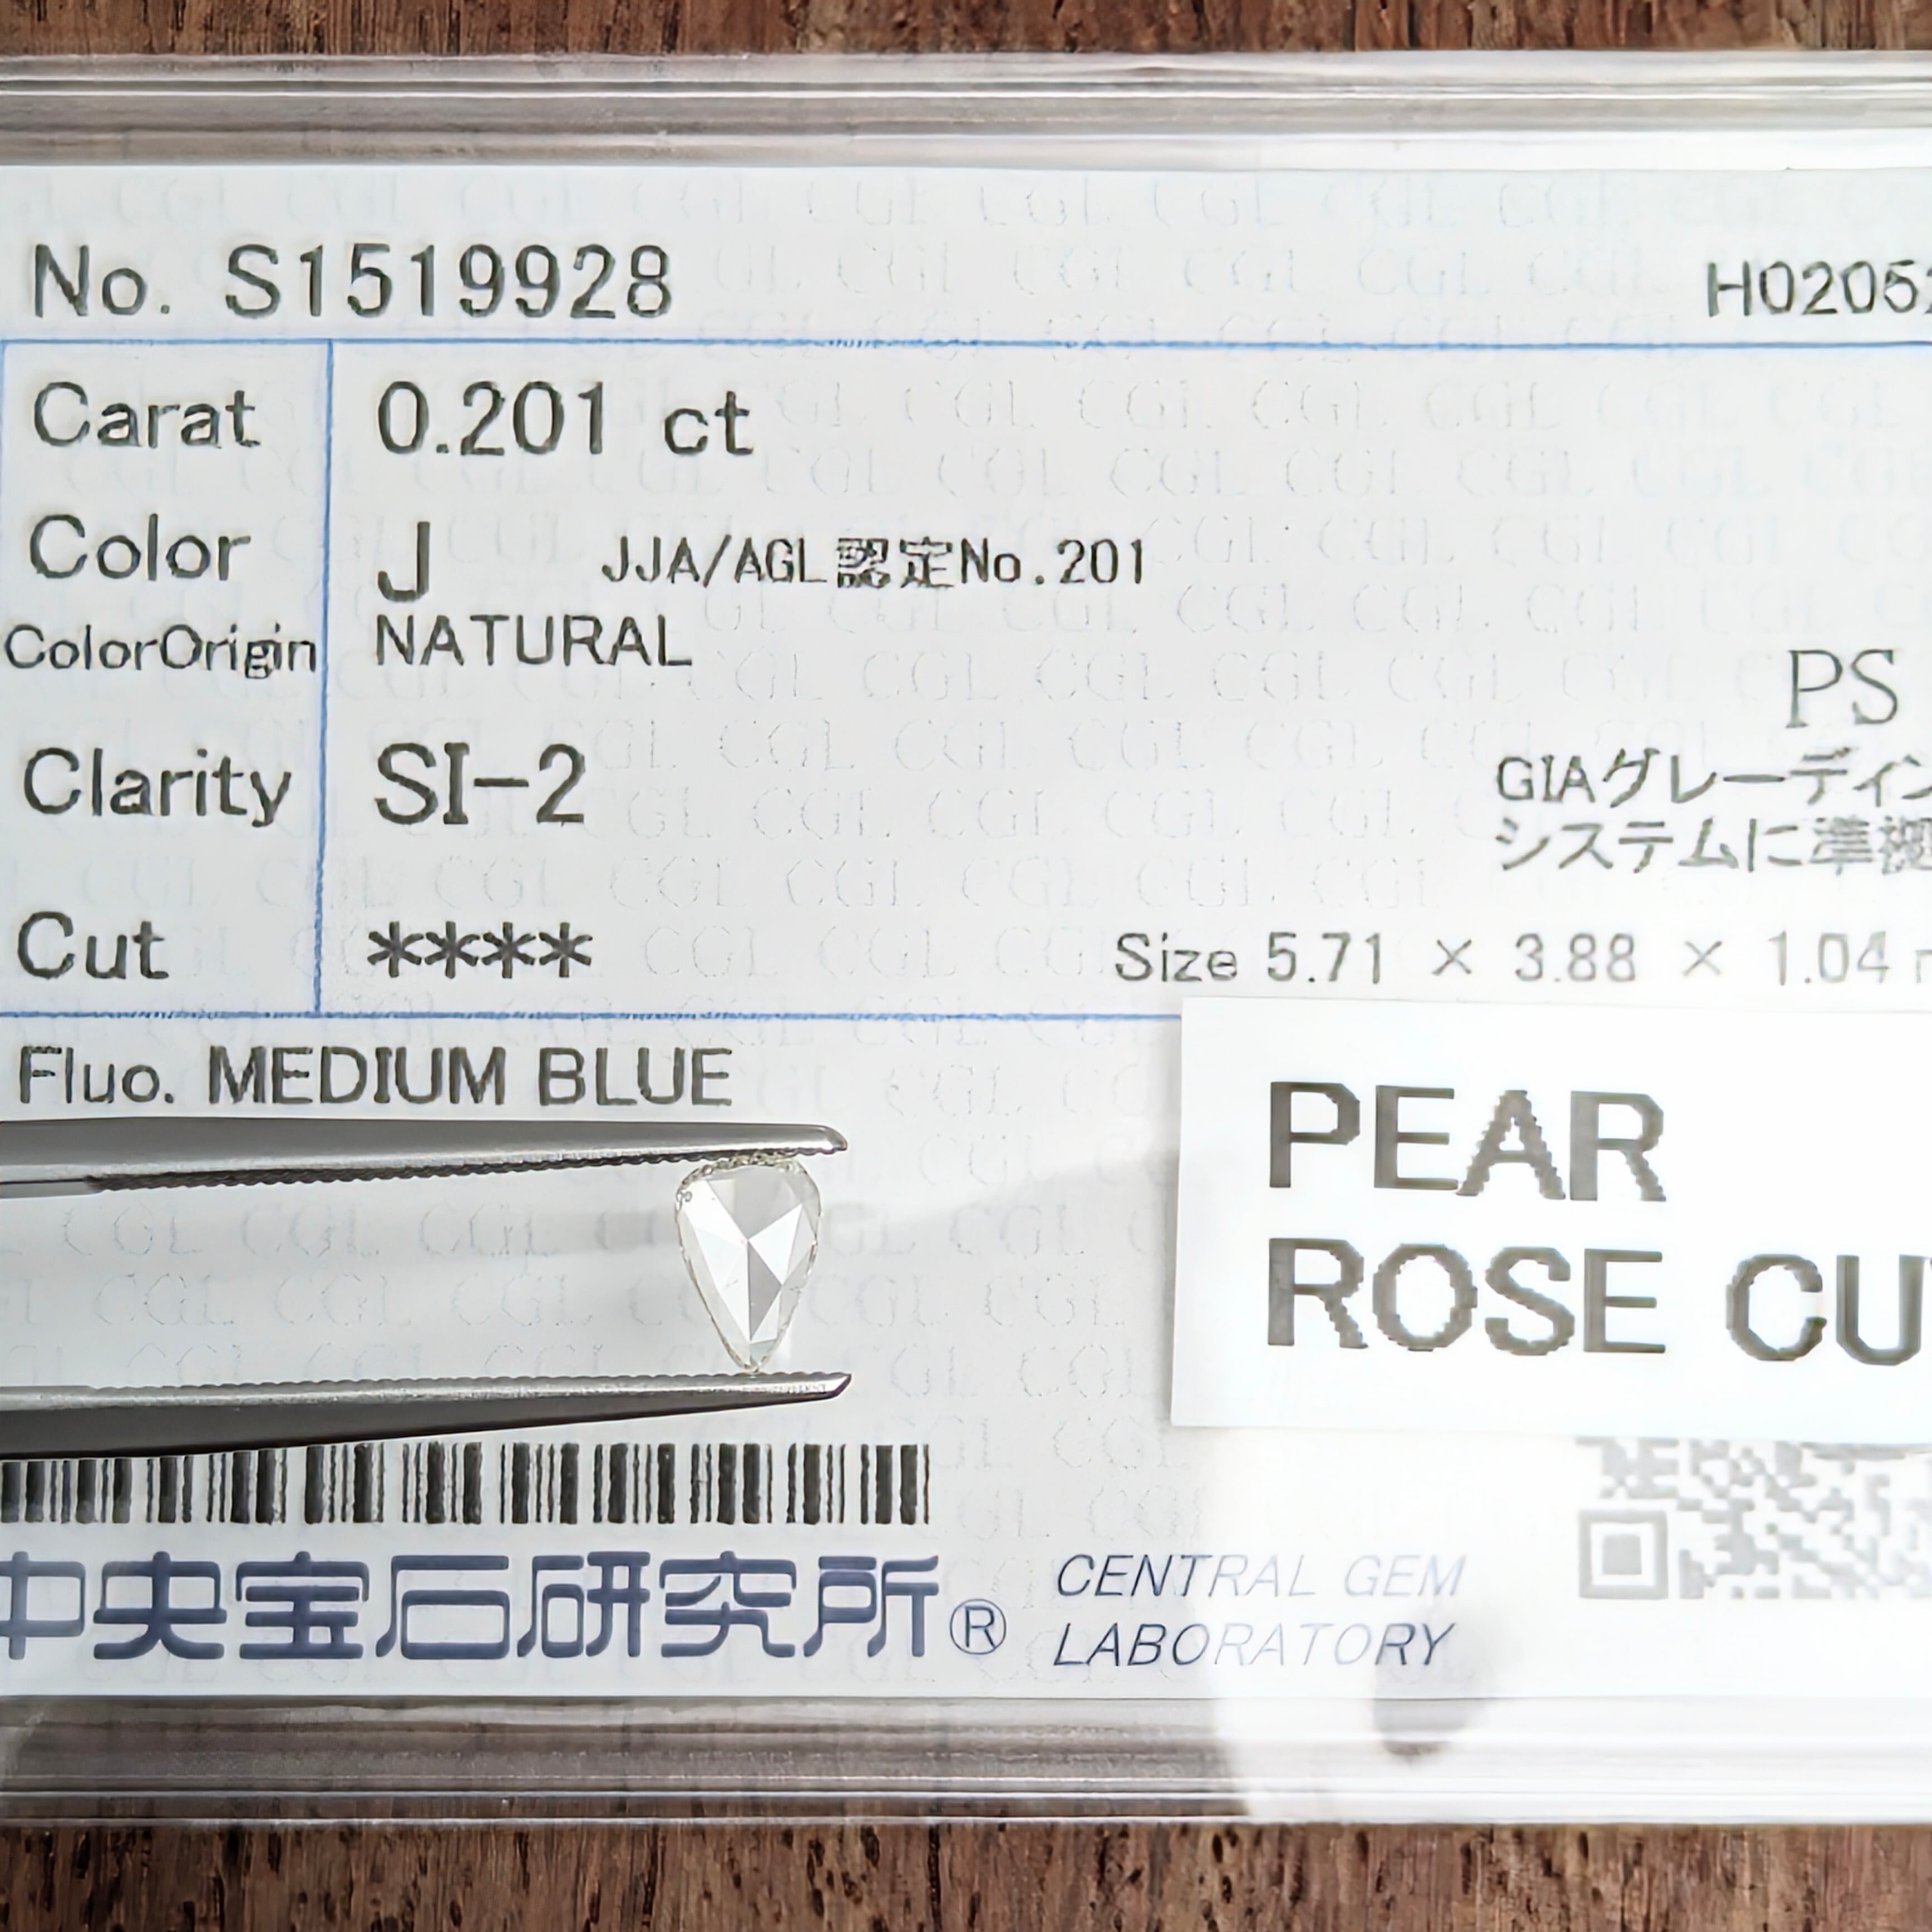 No. S1519928
Carat 0.201 ct
Color J JJA/AGL認定No.201
ColorOrigin NATURAL
PS
Clarity SI-2
GIAグレーディン
システムに準拠
Cut ****
Size 5.71 × 3.88 × 1.04
Fluo. MEDIUM BLUE
PEAR
ROSE CU
中央宝石研究所®
CENTRAL GEM
LABORATORY